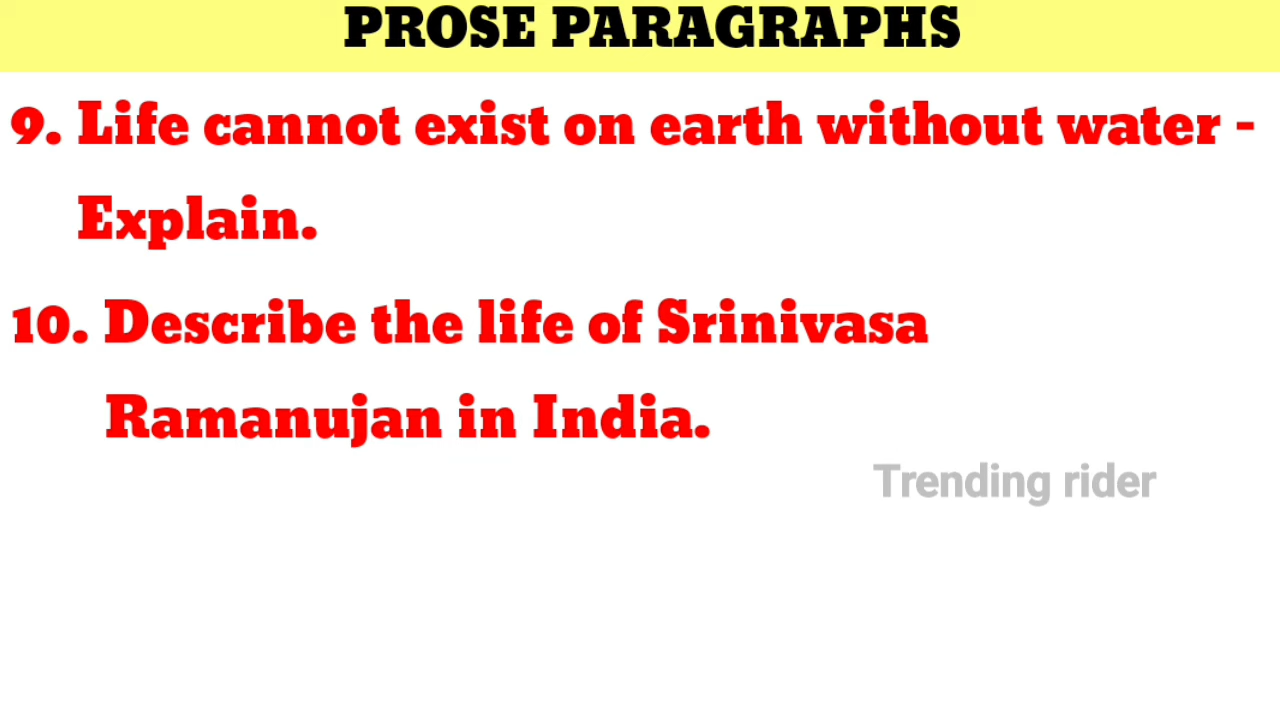 PROSE PARAGRAPHS
9. Life cannot exist on earth without water -
Explain.
10. Describe the life of Srinivasa
Ramanujan in India.
Trending rider